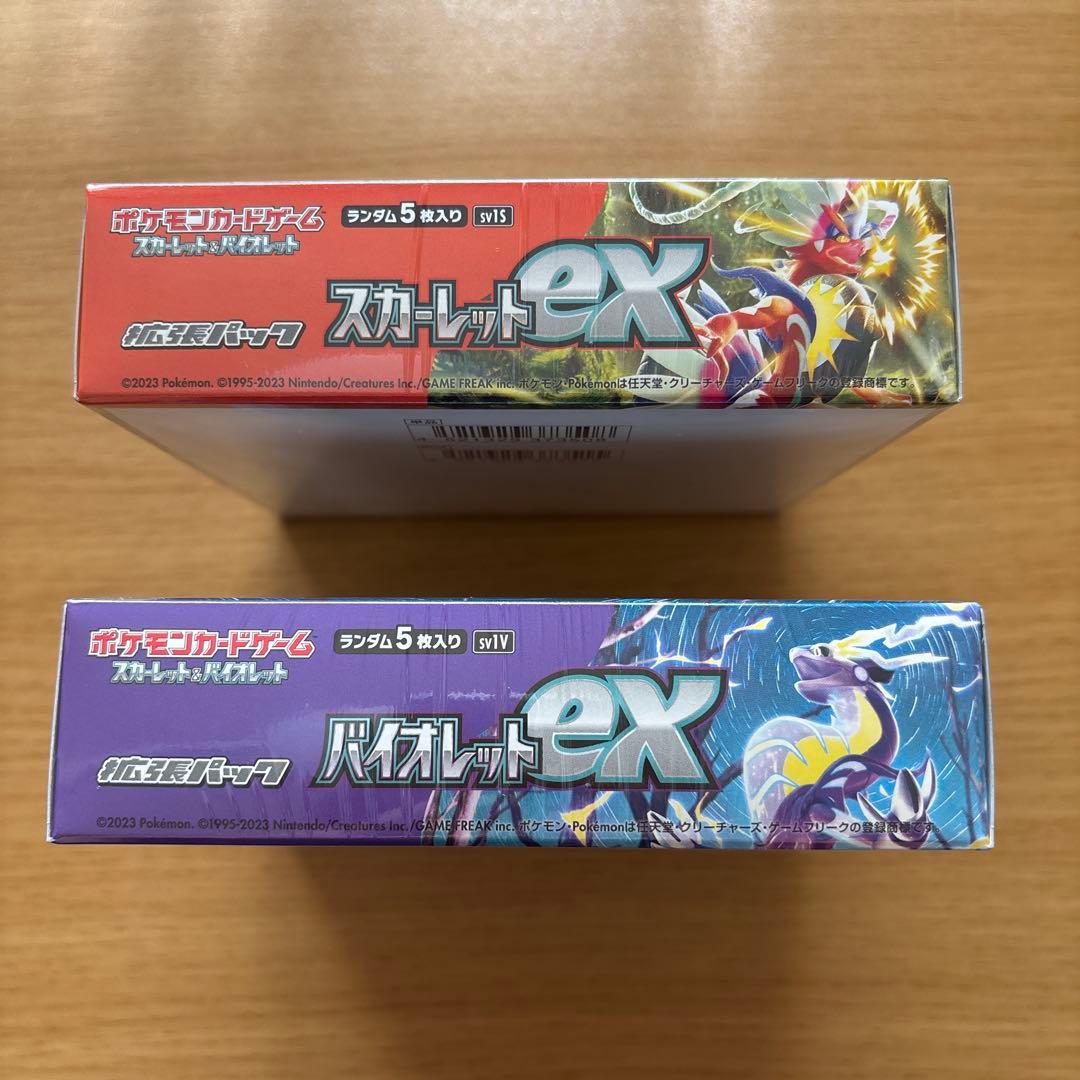 ポケモンカードゲーム
スカーレット&バイオレット
ランダム5枚入り SV1S
スカーレットex
拡張パック
©2023 Pokémon. ©1995-2023 Nintendo/Creatures Inc./GAME FREAK inc. ポケモン・Pokémonは任天堂・クリーチャーズ・ゲームフリークの登録商標です。
単品
ポケモンカードゲーム
スカーレット&バイオレット
ランダム5枚入り SV1V
バイオレットex
拡張パック
©2023 Pokémon. ©1995-2023 Nintendo/Creatures Inc./GAME FREAK inc. ポケモン・Pokémonは任天堂・クリーチャーズ・ゲームフリークの登録商標です。